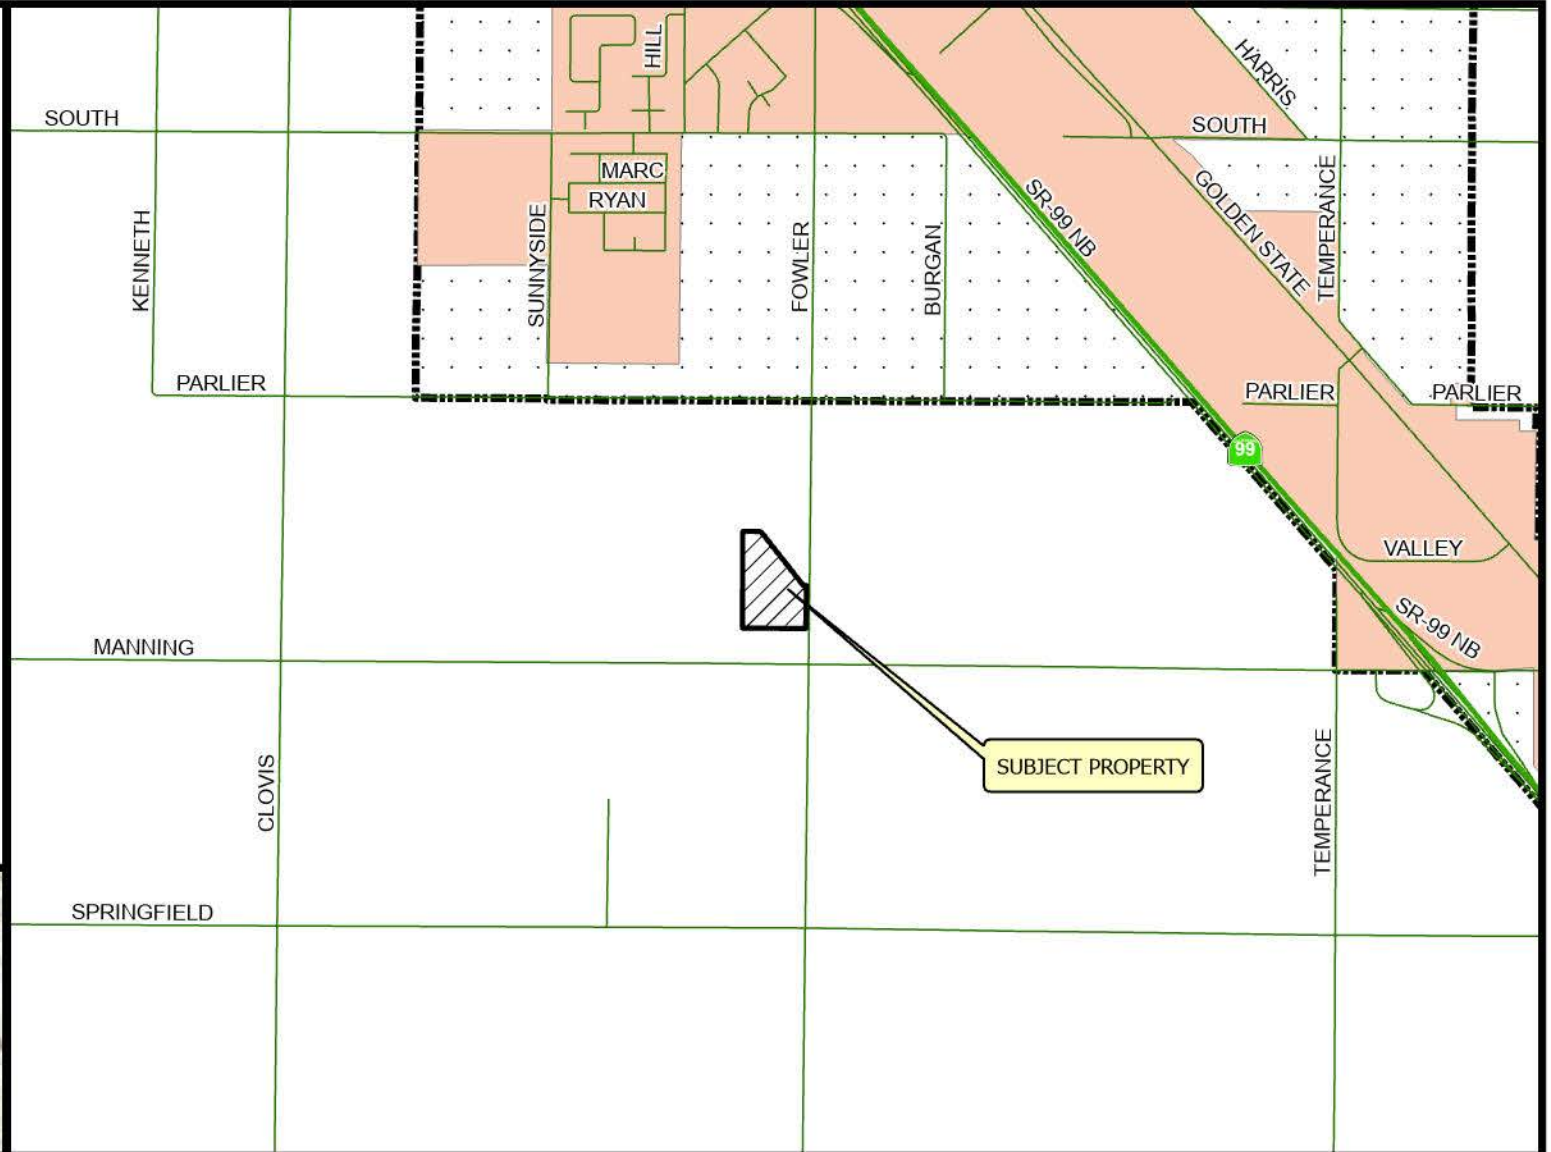 HILL
HARRIS
SOUTH
SOUTH
MARC
RYAN
KENNETH
SUNNYSIDE
FOWLER
BURGAN
SR-99 NB
GOLDEN STATE
TEMPERANCE
PARLIER
PARLIER
PARLIER
99
VALLEY
SR-99 NB
MANNING
SUBJECT PROPERTY
CLOVIS
TEMPERANCE
SPRINGFIELD